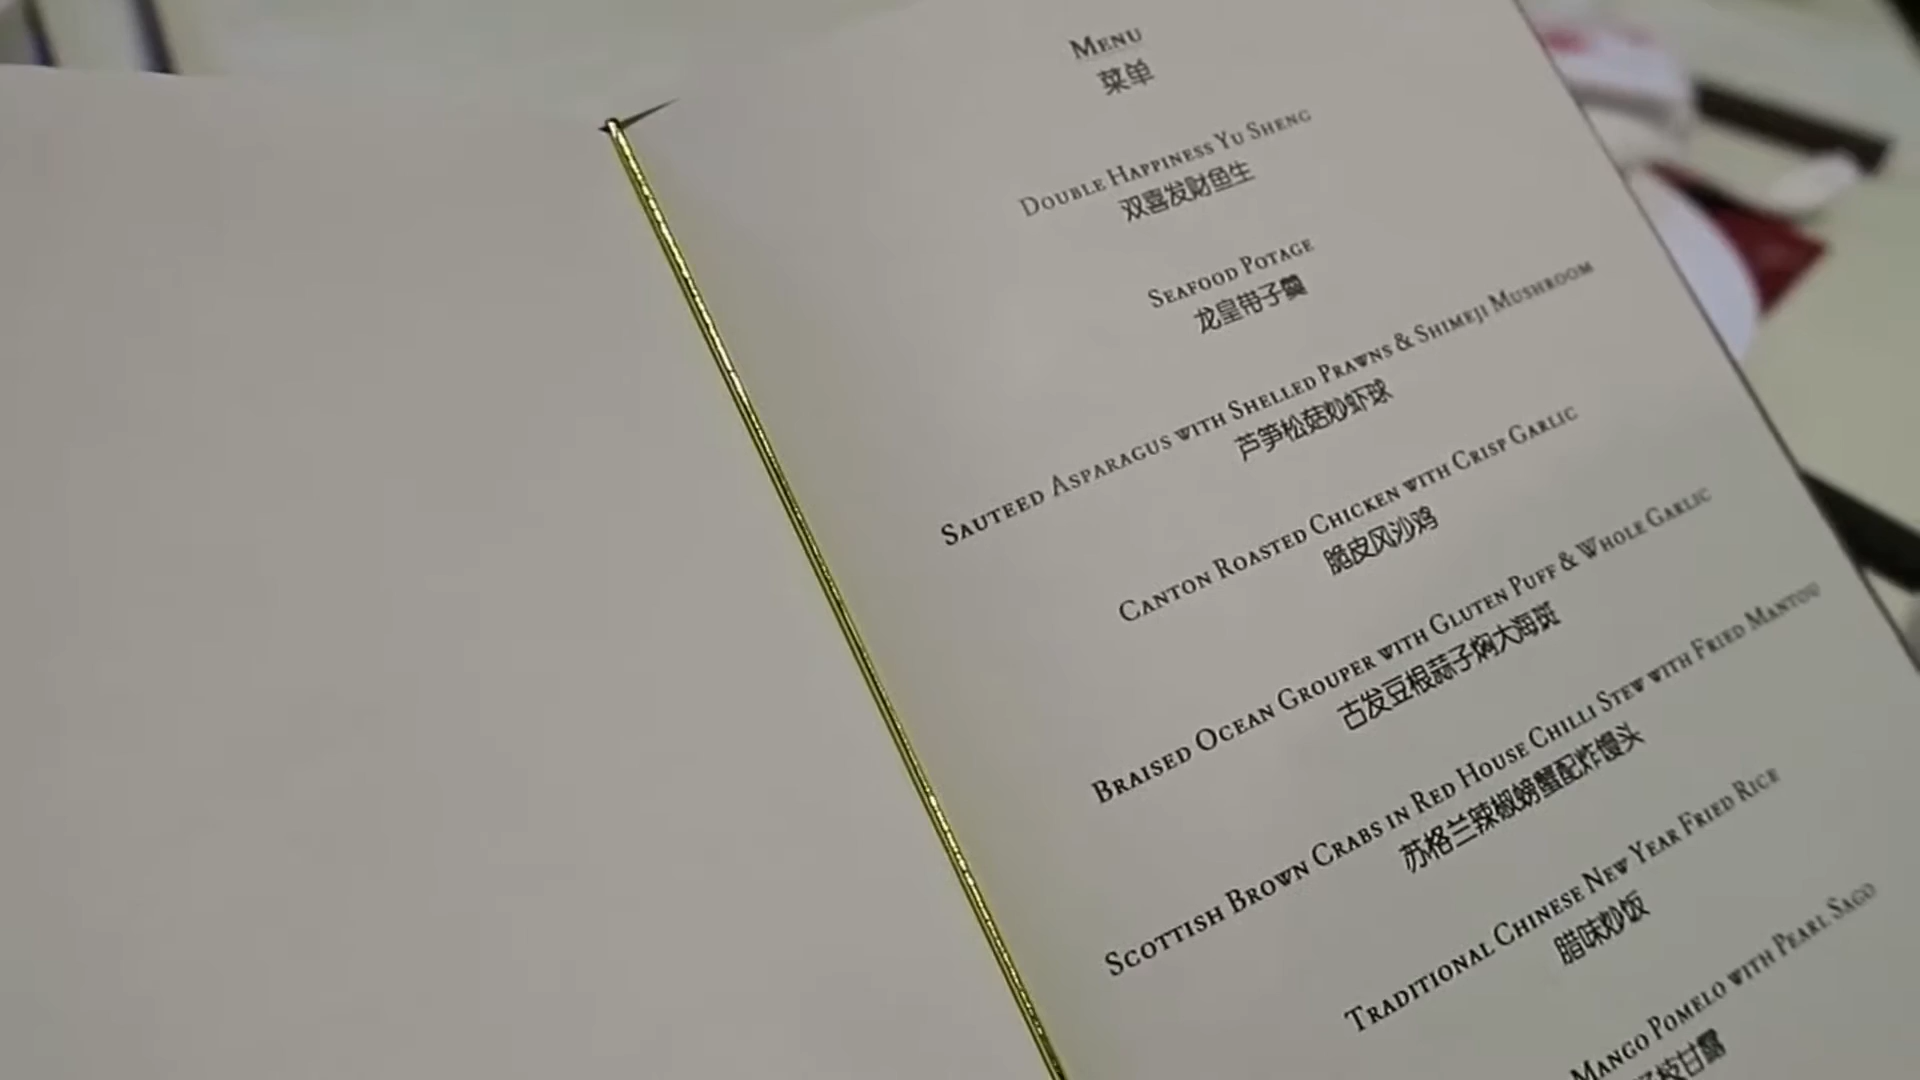 MENU
菜单
DOUBLE HAPPINESS YU SHENG
双喜发财鱼生
SEAFOOD POTAGE
龙皇带子羹
SAUTEED ASPARAGUS WITH SHELLED PRAWNS & SHIMEJI MUSHROOM
芦笋松菇炒虾球
CANTON ROASTED CHICKEN WITH CRISP GARLIC
脆皮风沙鸡
BRAISED OCEAN GROUPER WITH GLUTEN PUFF & WHOLE GARLIC
古发豆根蒜子焖大海斑
SCOTTISH BROWN CRABS IN RED HOUSE CHILLI STEW WITH FRIED MANTOU
苏格兰辣椒螃蟹配炸馒头
TRADITIONAL CHINESE NEW YEAR FRIED RICE
腊味炒饭
MANGO POMELO WITH PEARL SAGO
枝甘露